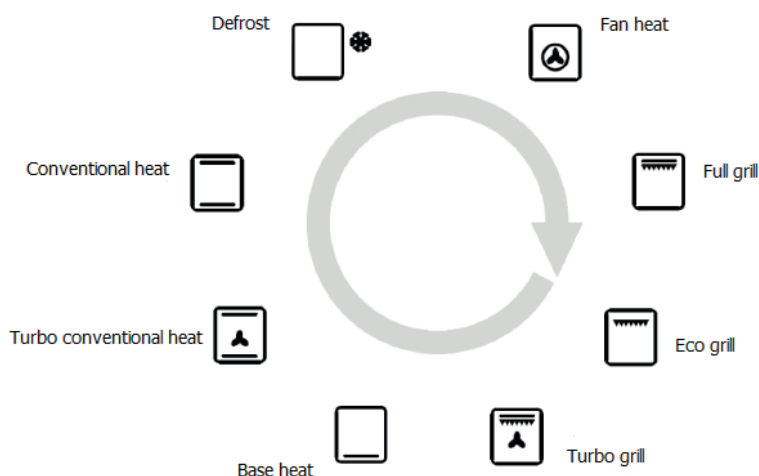 Defrost
Fan heat
Conventional heat
Full grill
Turbo conventional heat
Eco grill
Base heat
Turbo grill